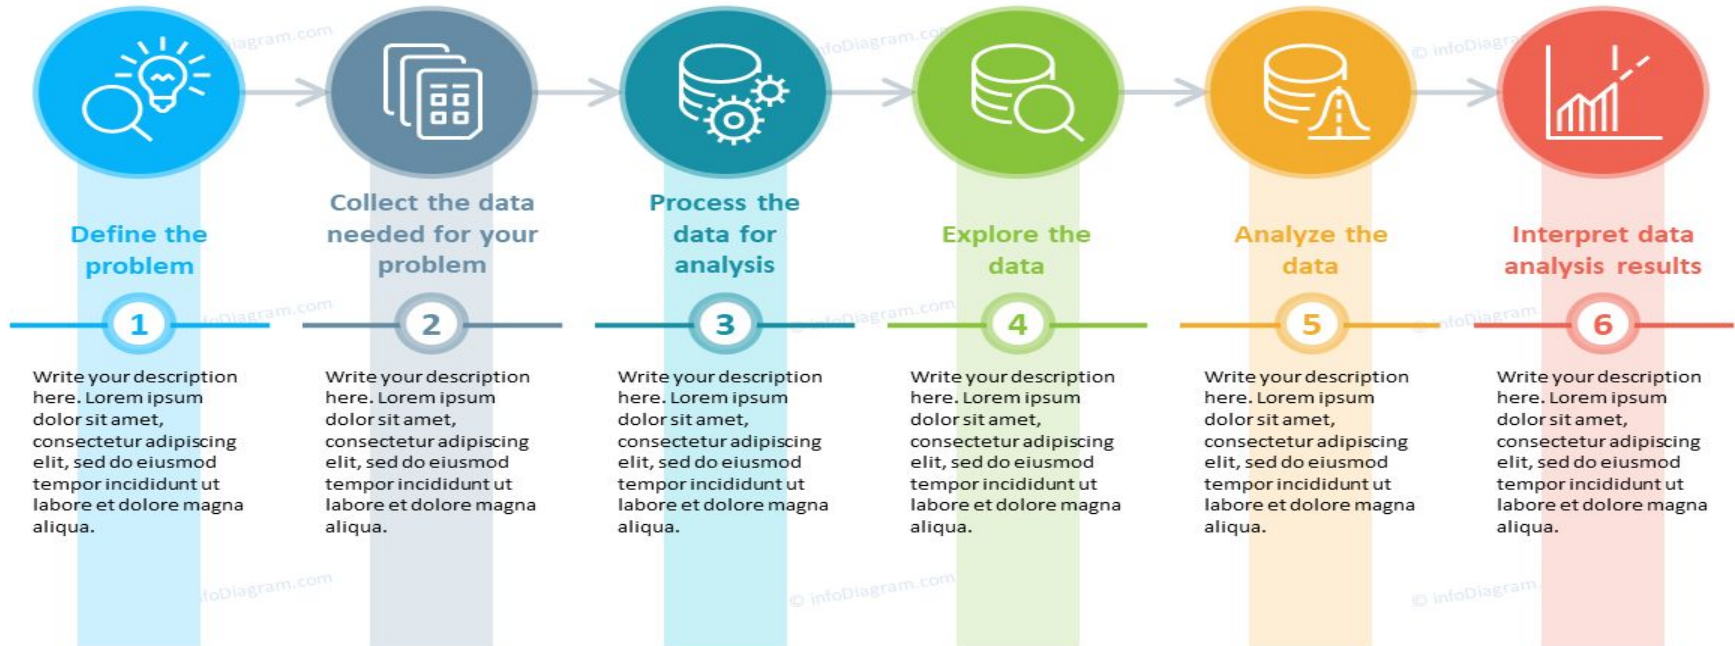 Define the
problem
1
Write your description
here. Lorem ipsum
dolor sit amet,
consectetur adipiscing
elit, sed do eiusmod
tempor incididunt ut
labore et dolore magna
aliqua.
Collect the data
needed for your
problem
2
Write your description
here. Lorem ipsum
dolor sit amet,
consectetur adipiscing
elit, sed do eiusmod
tempor incididunt ut
labore et dolore magna
aliqua.
Process the
data for
analysis
3
Write your description
here. Lorem ipsum
dolor sit amet,
consectetur adipiscing
elit, sed do eiusmod
tempor incididunt ut
labore et dolore magna
aliqua.
Explore the
data
4
Write your description
here. Lorem ipsum
dolor sit amet,
consectetur adipiscing
elit, sed do eiusmod
tempor incididunt ut
labore et dolore magna
aliqua.
Analyze the
data
5
Write your description
here. Lorem ipsum
dolor sit amet,
consectetur adipiscing
elit, sed do eiusmod
tempor incididunt ut
labore et dolore magna
aliqua.
Interpret data
analysis results
6
Write your description
here. Lorem ipsum
dolor sit amet,
consectetur adipiscing
elit, sed do eiusmod
tempor incididunt ut
labore et dolore magna
aliqua.
© infoDiagram.com